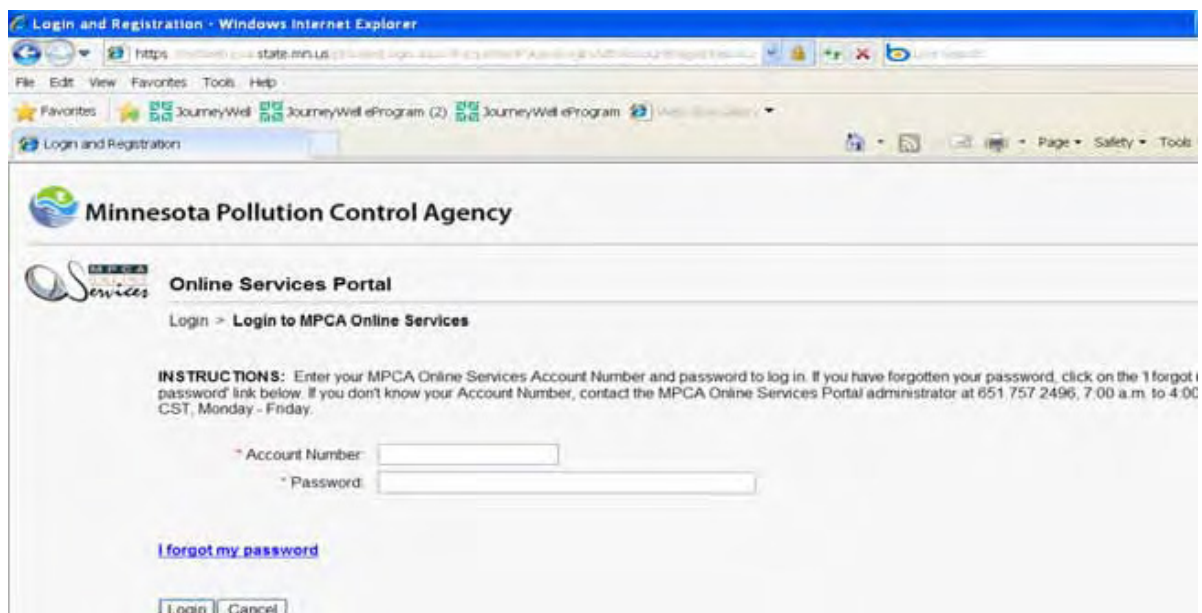 Login and Registration - Windows Internet Explorer
https state.mn.us
File Edit View Favorites Tools Help
Favorites JourneyWell JourneyWell eProgram (2) JourneyWell eProgram
Login and Registration Page Safety Tools
Minnesota Pollution Control Agency
MPCA
Services
Online Services Portal
Login > Login to MPCA Online Services
INSTRUCTIONS: Enter your MPCA Online Services Account Number and password to log in. If you have forgotten your password, click on the 'I forgot
password' link below. If you don't know your Account Number, contact the MPCA Online Services Portal administrator at 651 757 2496, 7:00 a.m. to 4:00
CST, Monday - Friday.
* Account Number:
* Password:
I forgot my password
Login Cancel